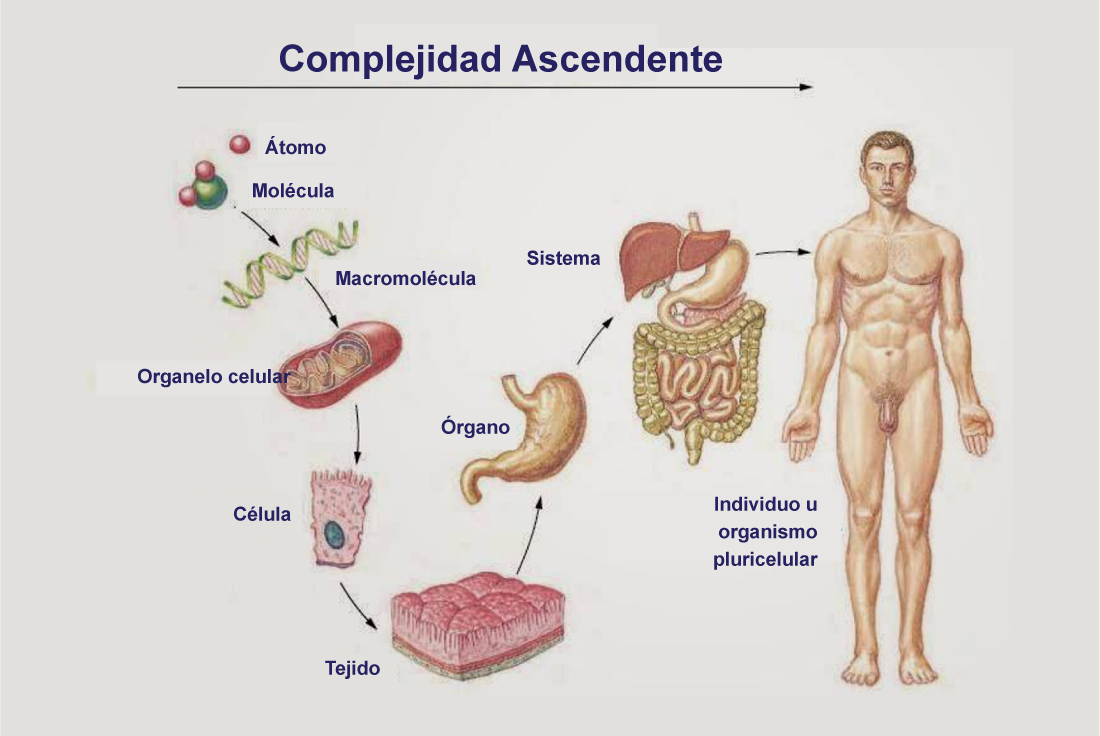 Complejidad Ascendente
Átomo
Molécula
Macromolécula
Organelo celular
Célula
Tejido
Órgano
Sistema
Individuo u
organismo
pluricelular